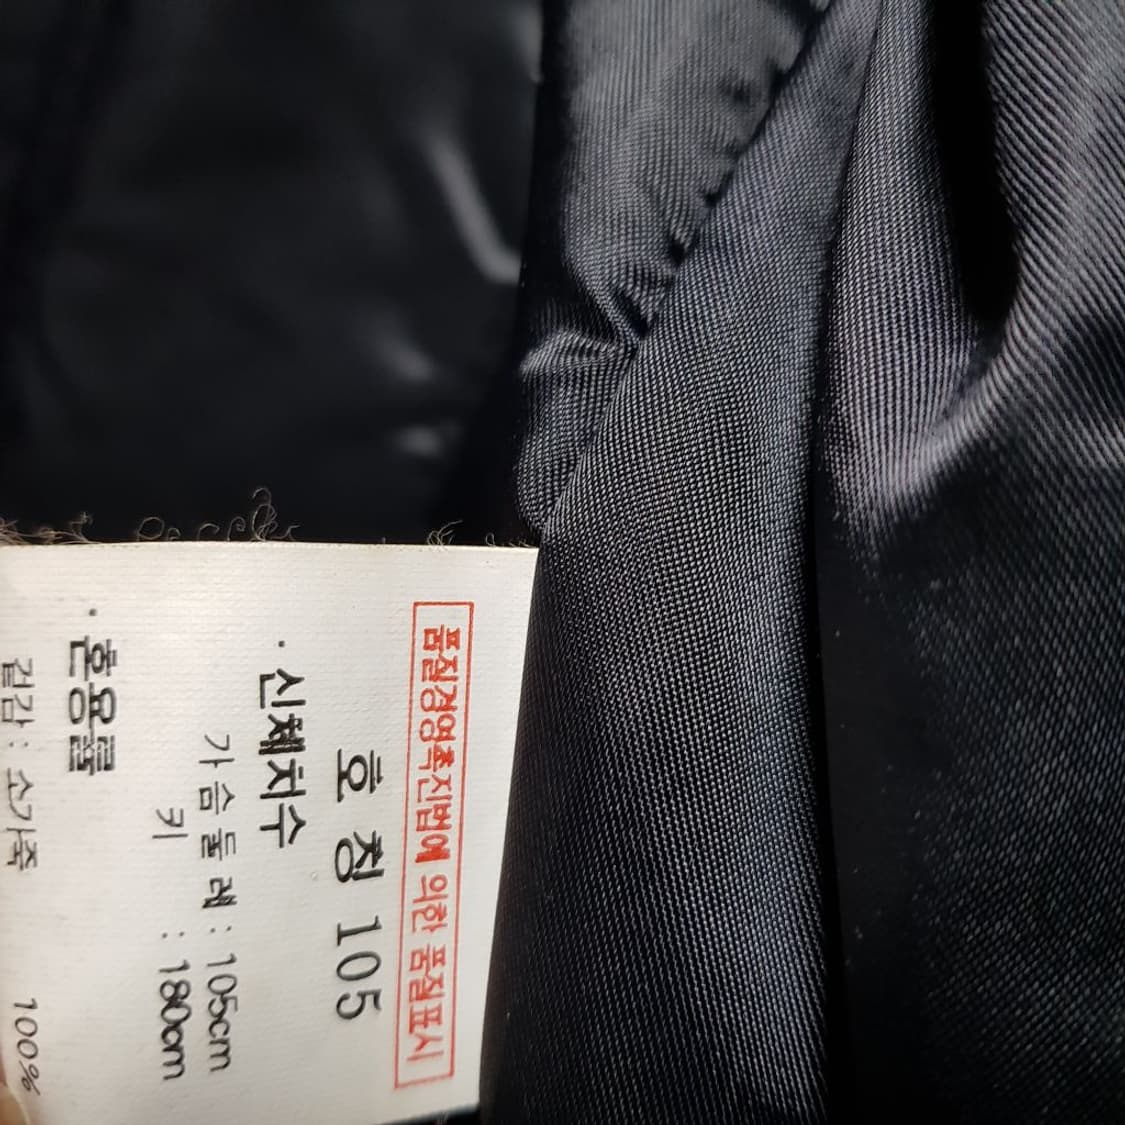 품질경영촉진법에 의한 품질표시
호칭 105
·신체치수
가슴둘레 : 105cm
키 : 180cm
·혼용율
겉감 : 소가죽 100%